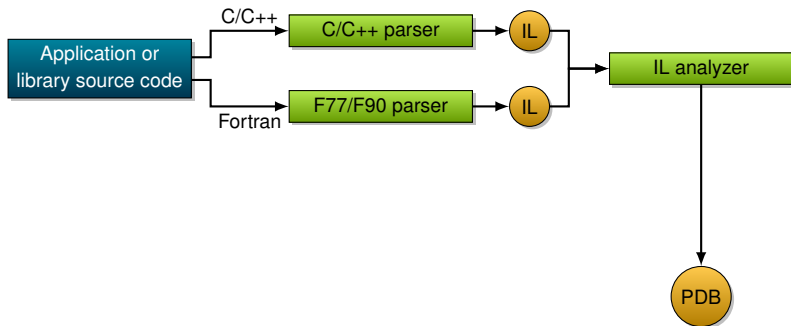 C/C++
Application or
library source code
C/C++ parser
IL
IL analyzer
F77/F90 parser
IL
Fortran
PDB